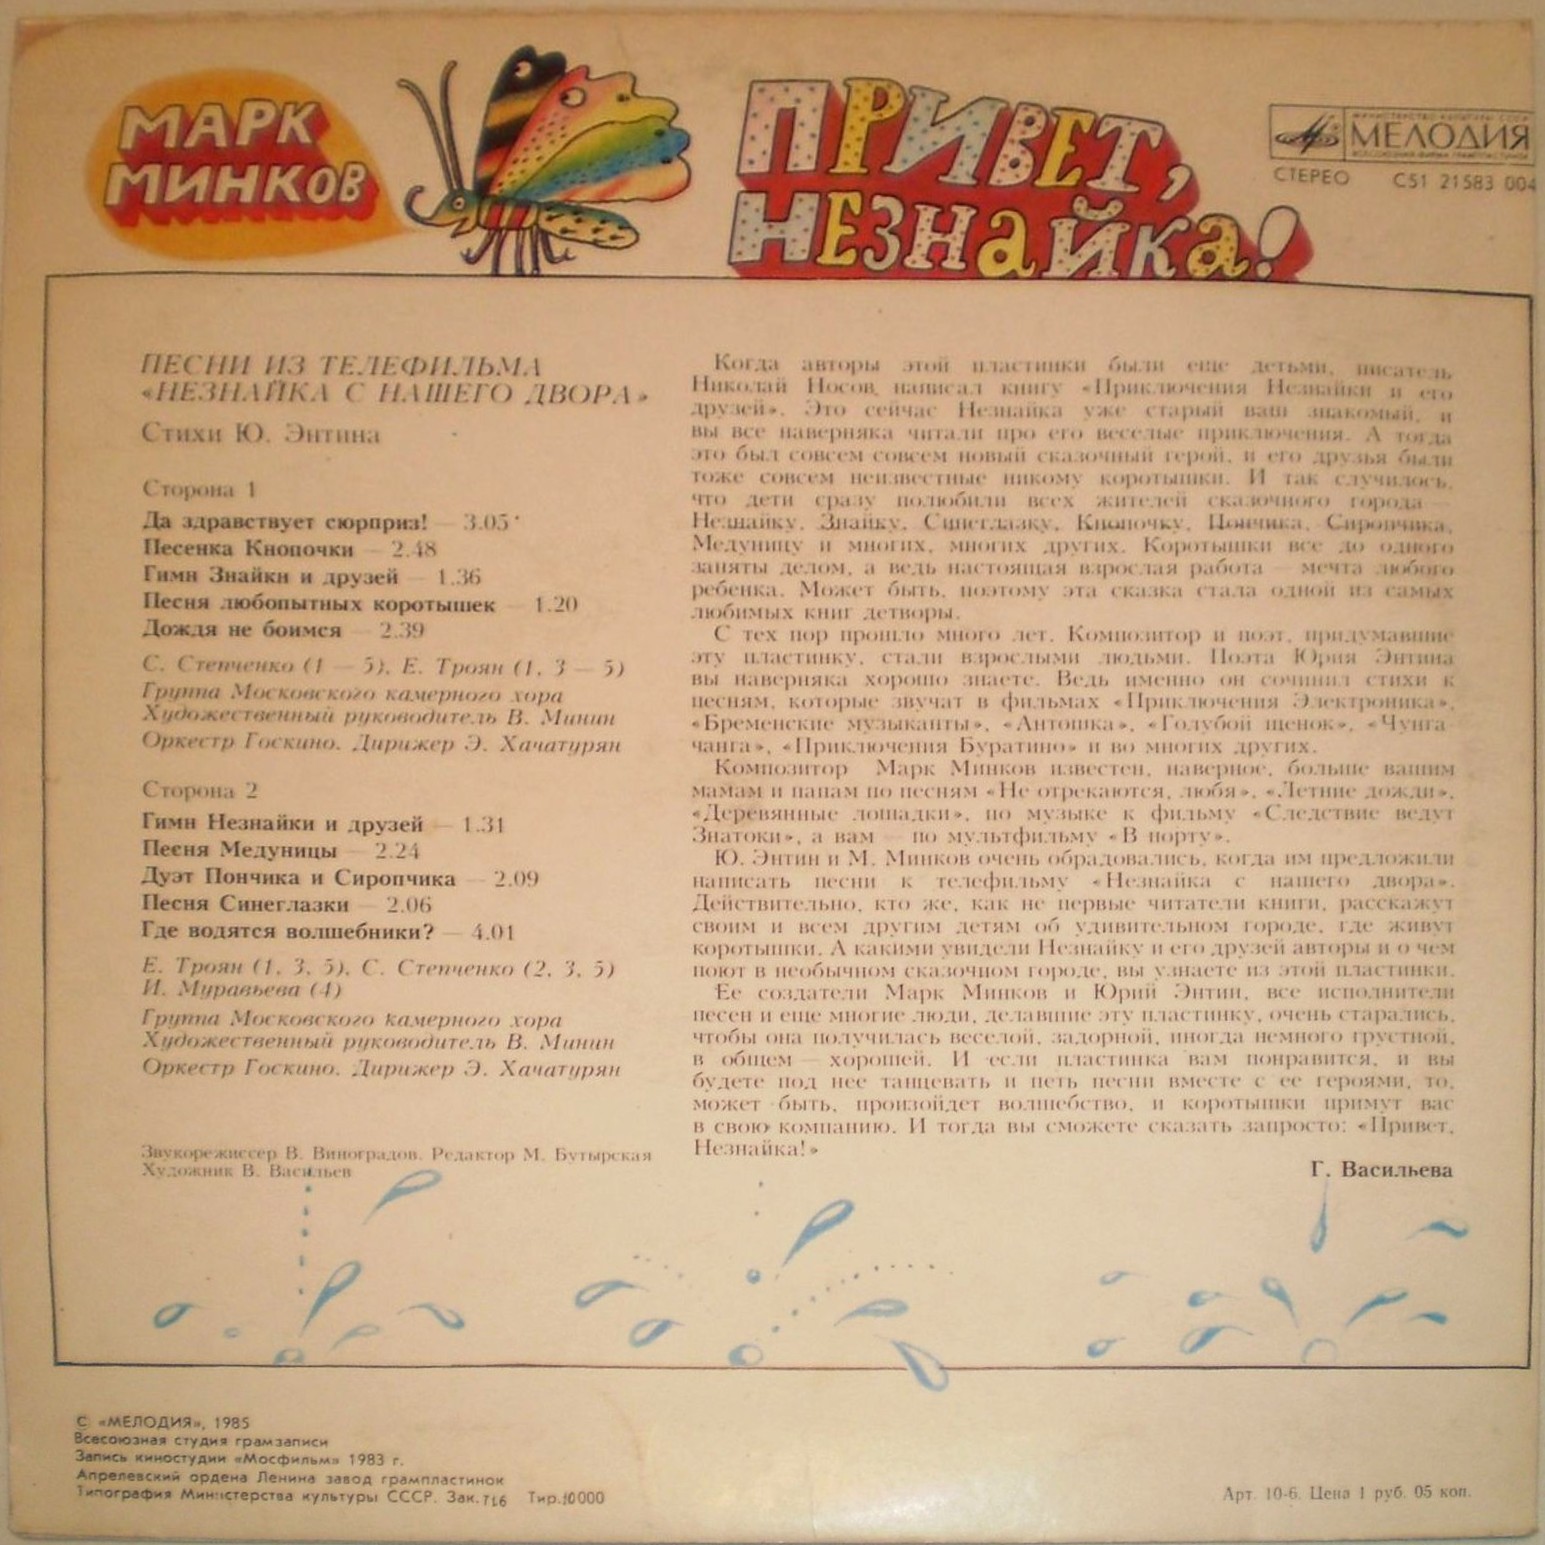 МАРК
МИНКОВ
ПРИВЕТ,
НЕЗНАЙКА!
МЕЛОДИЯ
СТЕРЕО С51 21583 004
ПЕСНИ ИЗ ТЕЛЕФИЛЬМА
«НЕЗНАЙКА С НАШЕГО ДВОРА»
Стихи Ю. Энтина
Сторона 1
Да здравствует сюрприз! — 3.05
Песенка Кнопочки — 2.48
Гимн Знайки и друзей — 1.36
Песня любопытных коротышек — 1.20
Дождя не боимся — 2.39
С. Степченко (1 — 5), Е. Троян (1, 3 — 5)
Группа Московского камерного хора
Художественный руководитель В. Минин
Оркестр Госкино. Дирижер Э. Хачатурян
Сторона 2
Гимн Незнайки и друзей — 1.31
Песня Медуницы — 2.24
Дуэт Пончика и Сиропчика — 2.09
Песня Синеглазки — 2.06
Где водятся волшебники? — 4.01
Е. Троян (1, 3, 5), С. Степченко (2, 3, 5)
И. Муравьева (4)
Группа Московского камерного хора
Художественный руководитель В. Минин
Оркестр Госкино. Дирижер Э. Хачатурян
Звукорежиссер В. Виноградов. Редактор М. Бутырская
Художник В. Васильев
Когда авторы этой пластинки были еще детьми, писатель
Николай Носов написал книгу «Приключения Незнайки и его
друзей». Это сейчас Незнайка уже старый ваш знакомый, и
вы все наверняка читали про его веселые приключения. А тогда
это был совсем совсем новый сказочный герой, и его друзья были
тоже совсем неизвестные никому коротышки. И так случилось,
что дети сразу полюбили всех жителей сказочного города —
Незнайку, Знайку, Синеглазку, Кнопочку, Пончика, Сиропчика,
Медуницу и многих, многих других. Коротышки все до одного
заняты делом, а ведь настоящая взрослая работа — мечта любого
ребенка. Может быть, поэтому эта сказка стала одной из самых
любимых книг детворы.
С тех пор прошло много лет. Композитор и поэт, придумавшие
эту пластинку, стали взрослыми людьми. Поэта Юрия Энтина
вы наверняка хорошо знаете. Ведь именно он сочинил стихи к
песням, которые звучат в фильмах «Приключения Электроника»,
«Бременские музыканты», «Антошка», «Голубой щенок», «Чунга-
чанга», «Приключения Буратино» и во многих других.
Композитор Марк Минков известен, наверное, больше вашим
мамам и папам по песням «Не отрекаются, любя», «Летние дожди»,
«Деревянные лошадки», по музыке к фильму «Следствие ведут
Знатоки», а вам — по мультфильму «В порту».
Ю. Энтин и М. Минков очень обрадовались, когда им предложили
написать песни к телефильму «Незнайка с нашего двора».
Действительно, кто же, как не первые читатели книги, расскажут
своим и всем другим детям об удивительном городе, где живут
коротышки. А какими увидели Незнайку и его друзей авторы и о чем
поют в необычном сказочном городе, вы узнаете из этой пластинки.
Ее создатели Марк Минков и Юрий Энтин, все исполнители
песен и еще многие люди, делавшие эту пластинку, очень старались,
чтобы она получилась веселой, задорной, иногда немного грустной,
в общем — хорошей. И если пластинка вам понравится, и вы
будете под нее танцевать и петь песни вместе с ее героями, то,
может быть, произойдет волшебство, и коротышки примут вас
в свою компанию. И тогда вы сможете сказать запросто: «Привет,
Незнайка!»
Г. Васильева
С «МЕЛОДИЯ», 1985
Всесоюзная студия грамзаписи
Запись киностудии «Мосфильм» 1983 г.
Апрелевский ордена Ленина завод грампластинок
Типография Министерства культуры СССР. Зак. 716 Тир. 10000
Арт. 10-6. Цена 1 руб. 05 коп.